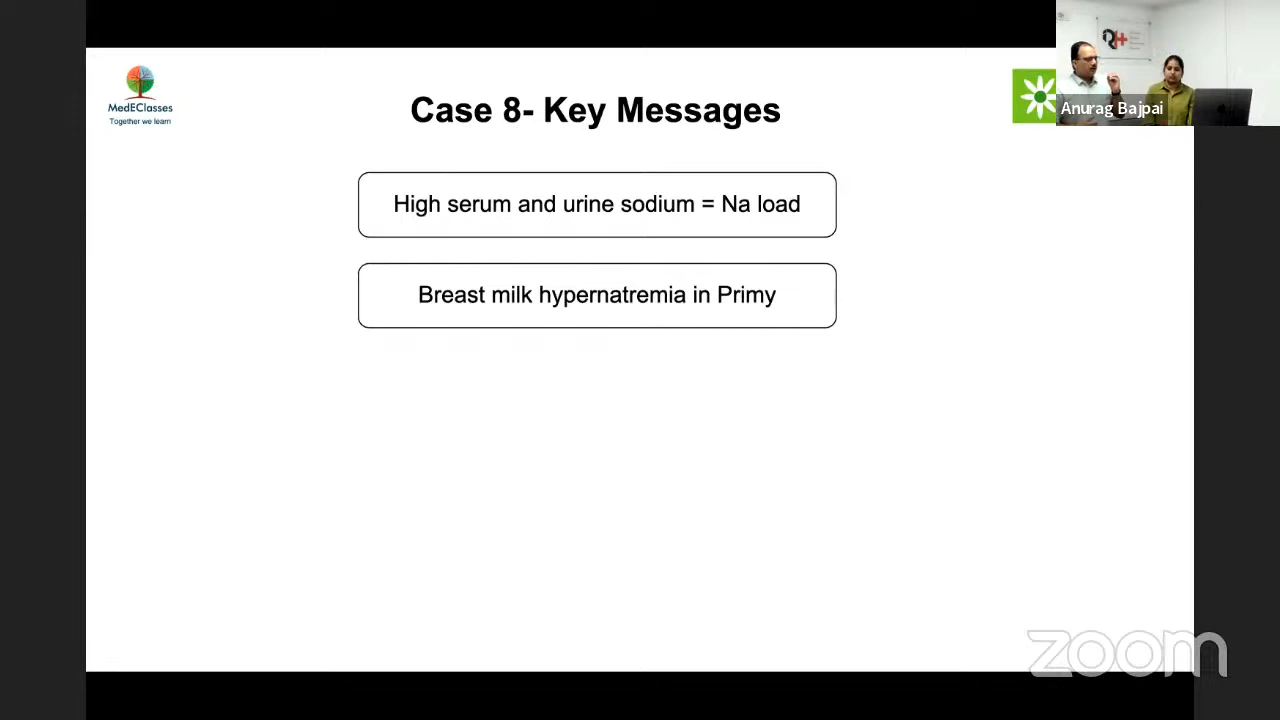 MedEClasses
Together we learn
Case 8- Key Messages
Anurag Bajpai
High serum and urine sodium = Na load
Breast milk hypernatremia in Primy
zoom